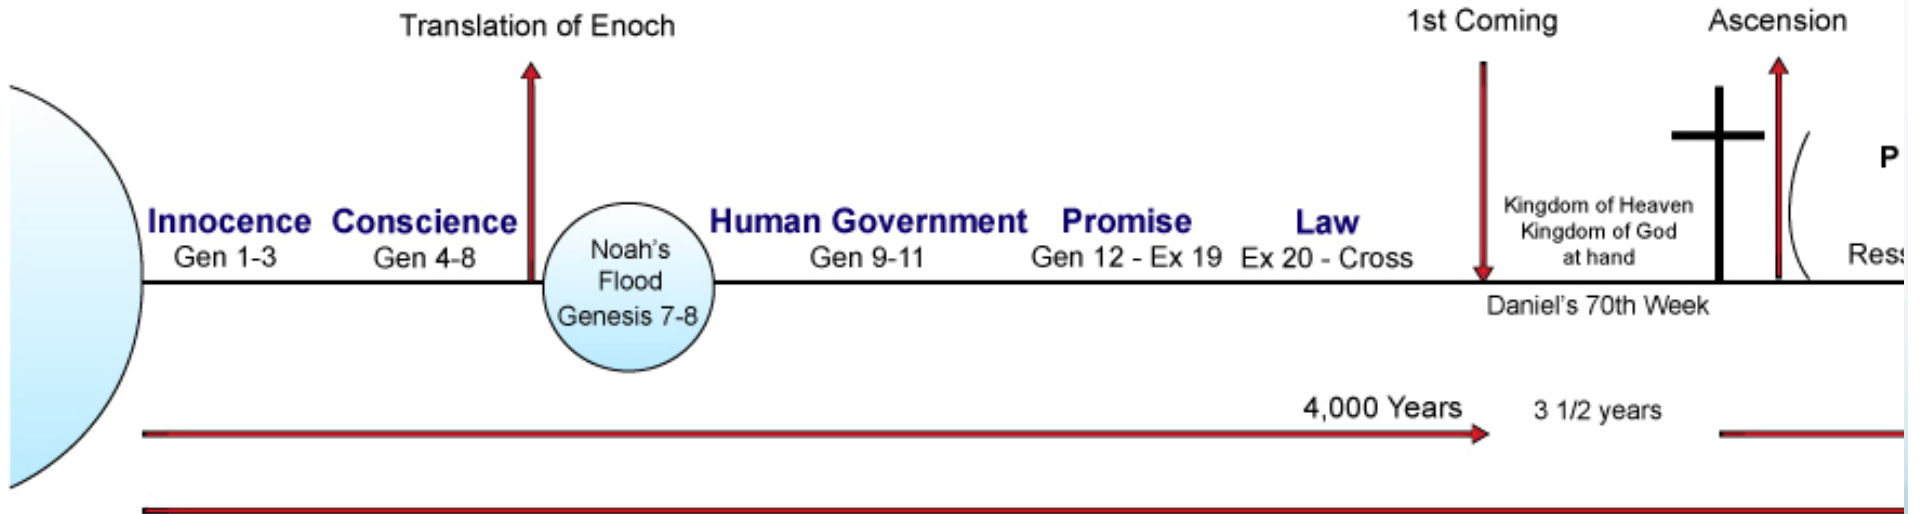 Translation of Enoch
1st Coming
Ascension
Innocence
Gen 1-3
Conscience
Gen 4-8
Noah's
Flood
Genesis 7-8
Human Government
Gen 9-11
Promise
Gen 12 - Ex 19
Law
Ex 20 - Cross
Kingdom of Heaven
Kingdom of God
at hand
Daniel's 70th Week
P
Ress
4,000 Years
3 1/2 years